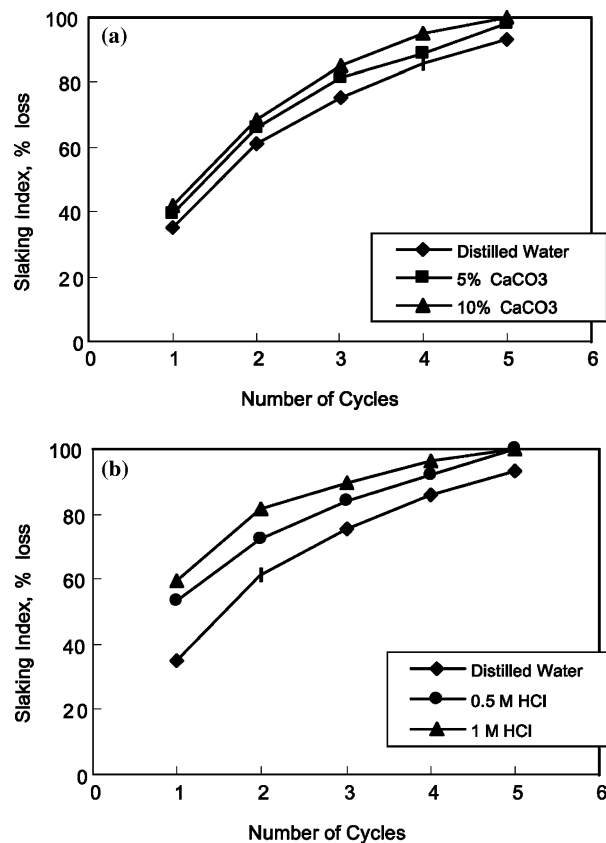 (a)
100
80
60
40
20
0
Slaking Index, % loss
Distilled Water
5% CaCO3
10% CaCO3
0 1 2 3 4 5 6
Number of Cycles
(b)
100
80
60
40
20
0
Slaking Index, % loss
Distilled Water
0.5 M HCl
1 M HCl
0 1 2 3 4 5 6
Number of Cycles